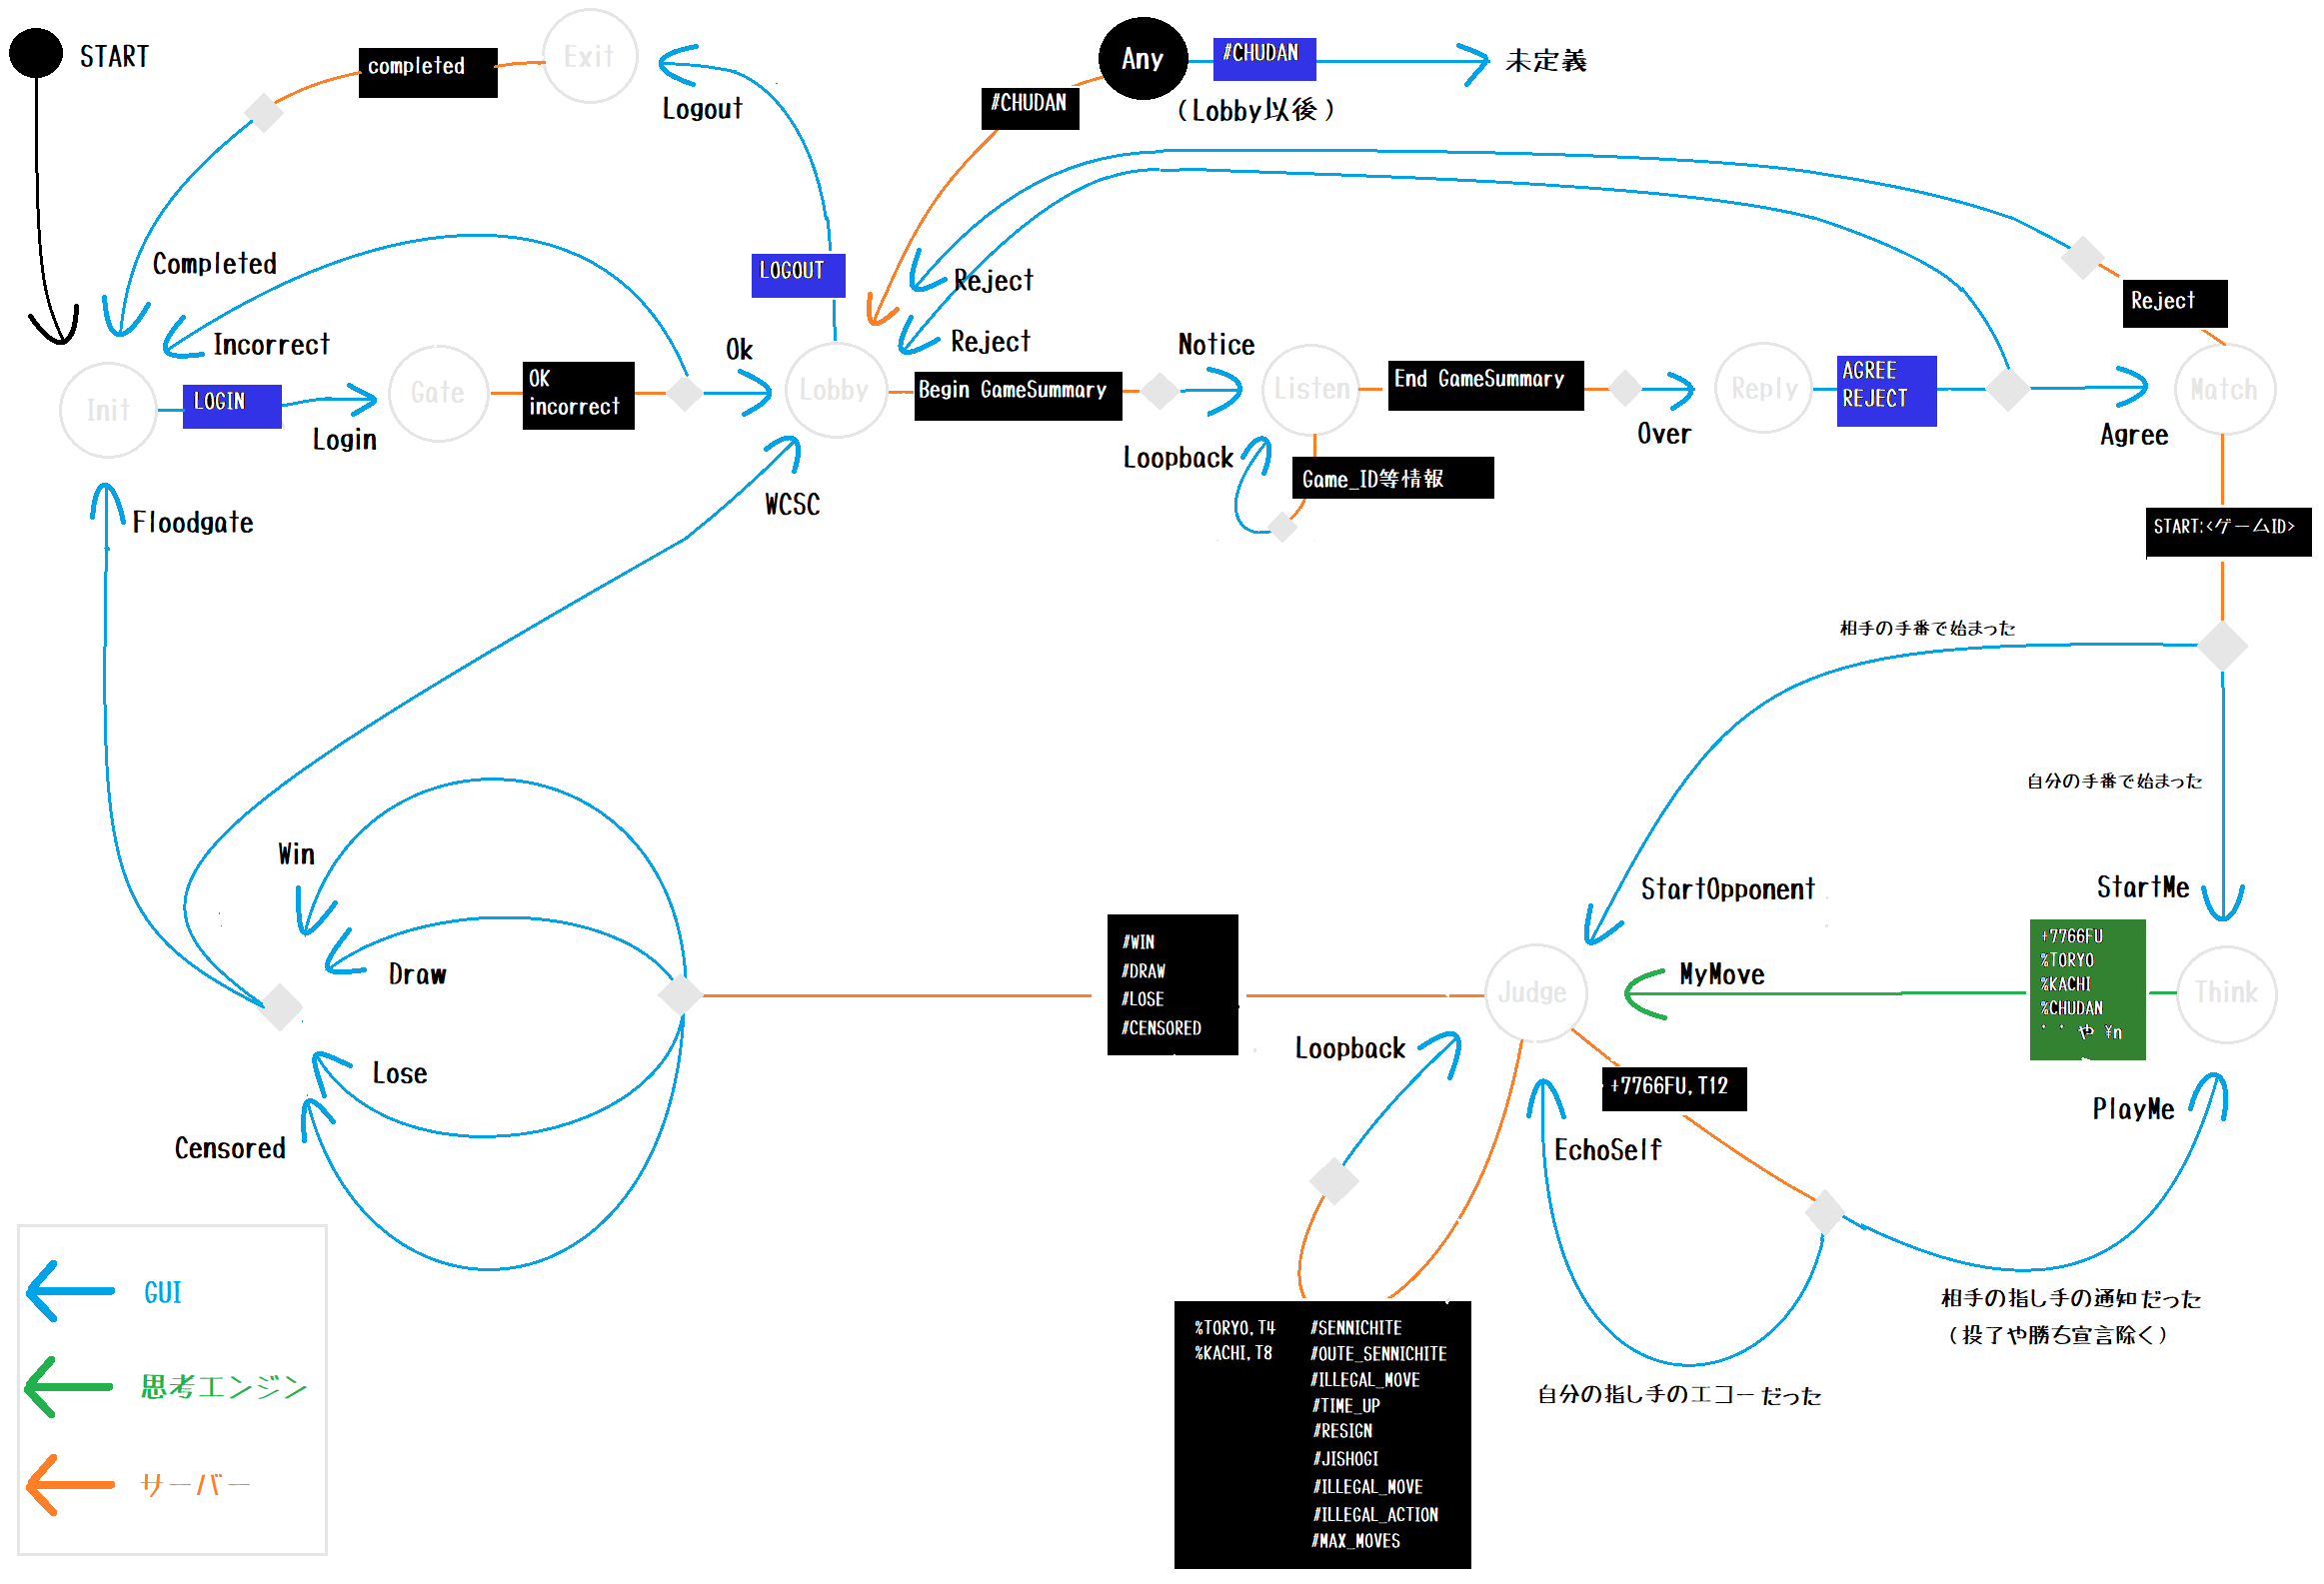 START
completed
Exit
Logout
Any
#CHUDAN
未定義
#CHUDAN
(Lobby以後)
Completed
LOGOUT
Reject
Reject
Reject
Incorrect
Ok
Notice
Init
LOGIN
Login
Gate
OK
incorrect
Lobby
Begin GameSummary
Listen
End GameSummary
Over
Reply
AGREE
REJECT
Agree
Match
Loopback
Game_ID等情報
WCSC
Floodgate
START:<ゲームID>
相手の手番で始まった
自分の手番で始まった
StartOpponent
StartMe
Win
Draw
Lose
Censored
#WIN
#DRAW
#LOSE
#CENSORED
Judge
MyMove
+7766FU
%TORYO
%KACHI
%CHUDAN
' ' や ¥n
Think
Loopback
+7766FU,T12
EchoSelf
PlayMe
相手の指し手の通知だった
(投了や勝ち宣言除く)
自分の指し手のエコーだった
%TORYO,T4
%KACHI,T8
#SENNICHITE
#OUTE_SENNICHITE
#ILLEGAL_MOVE
#TIME_UP
#RESIGN
#JISHOGI
#ILLEGAL_MOVE
#ILLEGAL_ACTION
#MAX_MOVES
GUI
思考エンジン
サーバー